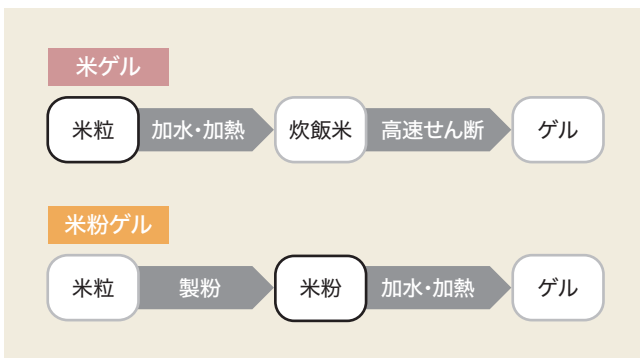 米ゲル
米粒 加水・加熱 炊飯米 高速せん断 ゲル
米粉ゲル
米粒 製粉 米粉 加水・加熱 ゲル